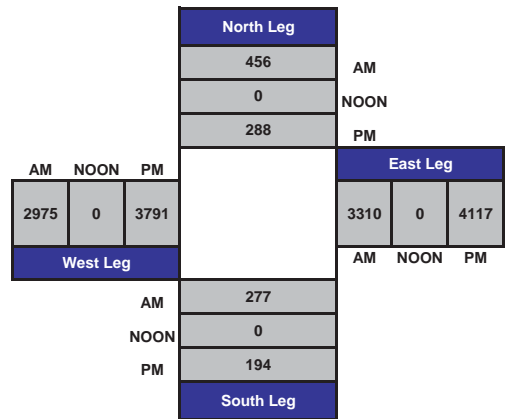 North Leg
456 AM
0 NOON
288 PM
East Leg
AM NOON PM
2975 0 3791
3310 0 4117
West Leg
AM NOON PM
AM 277
NOON 0
PM 194
South Leg